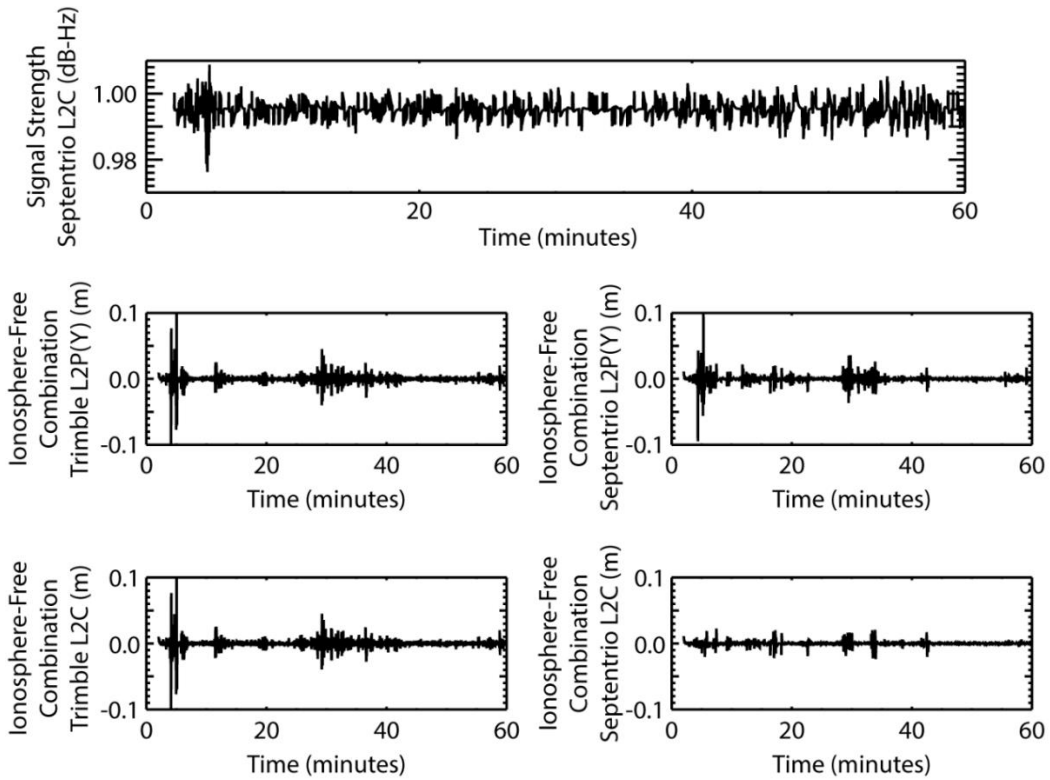 Signal Strength
Septentrio L2C (dB-Hz)
1.00
0.98
0
20
40
60
Time (minutes)
Ionosphere-Free
Combination
Trimble L2P(Y) (m)
0.1
0.0
-0.1
0
20
40
60
Time (minutes)
Ionosphere-Free
Combination
Septentrio L2P(Y) (m)
0.1
0.0
-0.1
0
20
40
60
Time (minutes)
Ionosphere-Free
Combination
Trimble L2C (m)
0.1
0.0
-0.1
0
20
40
60
Time (minutes)
Ionosphere-Free
Combination
Septentrio L2C (m)
0.1
0.0
-0.1
0
20
40
60
Time (minutes)